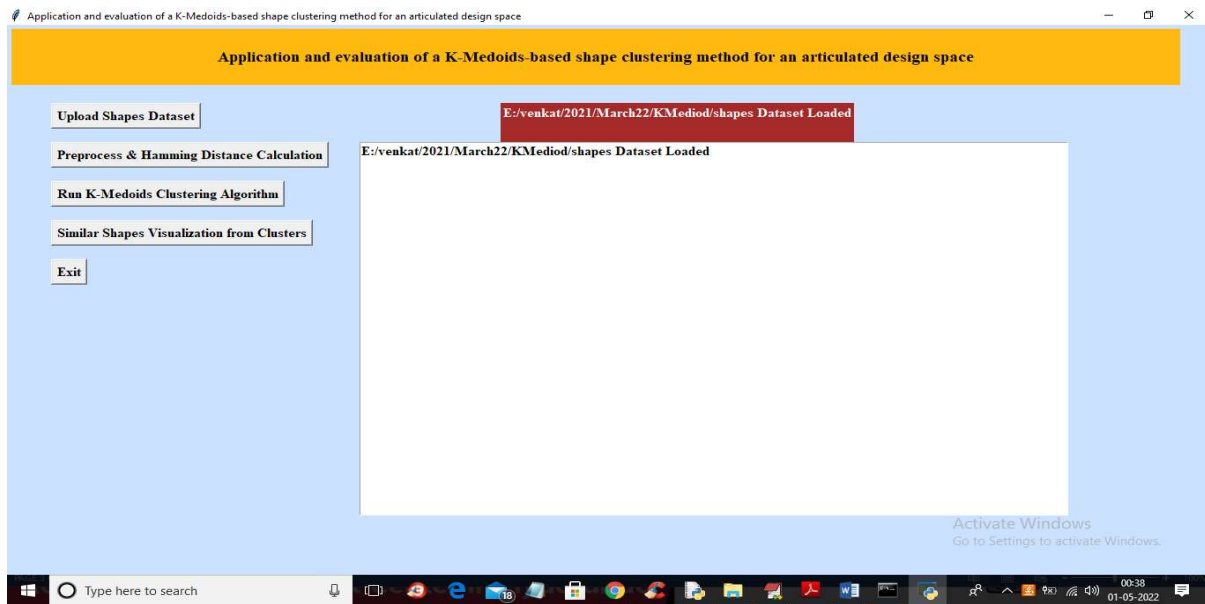 Application and evaluation of a K-Medoids-based shape clustering method for an articulated design space
Application and evaluation of a K-Medoids-based shape clustering method for an articulated design space
Upload Shapes Dataset
E:/venkat/2021/March22/KMediod/shapes Dataset Loaded
Preprocess & Hamming Distance Calculation
E:/venkat/2021/March22/KMediod/shapes Dataset Loaded
Run K-Medoids Clustering Algorithm
Similar Shapes Visualization from Clusters
Exit
Activate Windows
Go to Settings to activate Windows.
Type here to search
18
00:38
01-05-2022